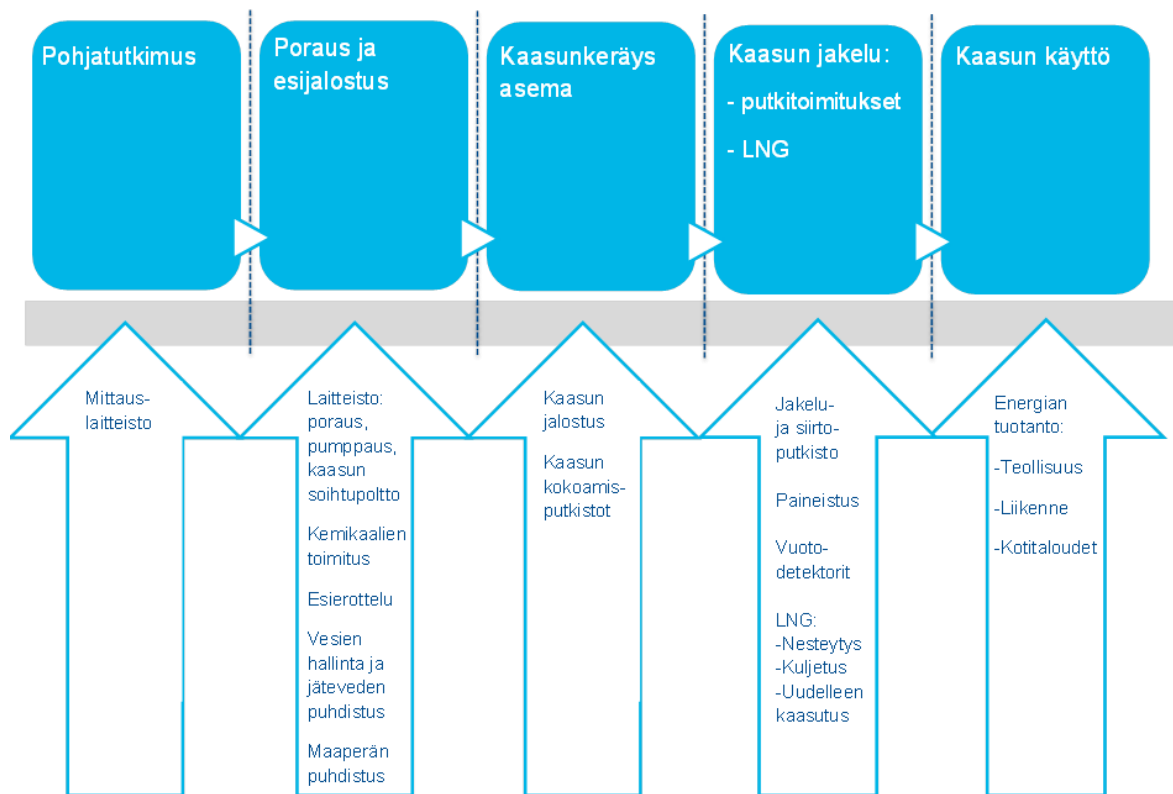 Pohjatutkimus
Poraus ja
esijalostus
Kaasunkeräys
asema
Kaasun jakelu:
- putkitoimitukset
- LNG
Kaasun käyttö
Mittaus-
laitteisto
Laitteisto:
poraus,
pumppaus,
kaasun
soihtupoltto
Kemikaalien
toimitus
Esierottelu
Vesien
hallinta ja
jäteveden
puhdistus
Maaperän
puhdistus
Kaasun
jalostus
Kaasun
kokoamis-
putkistot
Jakelu-
ja siirto-
putkisto
Paineistus
Vuoto-
detektorit
LNG:
-Nesteytys
-Kuljetus
-Uudelleen
kaasutus
Energian
tuotanto:
-Teollisuus
-Liikenne
-Kotitaloudet